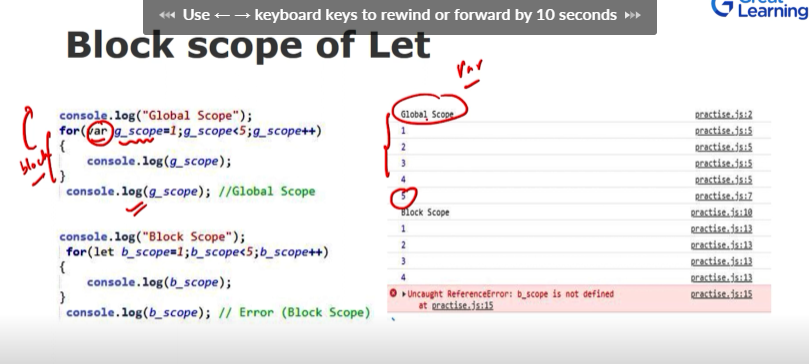 Use ← → keyboard keys to rewind or forward by 10 seconds
Great
Learning
Block scope of Let
var
console.log("Global Scope");
for(var g_scope=1;g_scope<5;g_scope++)
{
console.log(g_scope);
}
console.log(g_scope); //Global Scope
block
console.log("Block Scope");
for(let b_scope=1;b_scope<5;b_scope++)
{
console.log(b_scope);
}
console.log(b_scope); // Error (Block Scope)
Global Scope practise.js:2
1 practise.js:5
2 practise.js:5
3 practise.js:5
4 practise.js:5
5 practise.js:7
Block Scope practise.js:10
1 practise.js:13
2 practise.js:13
3 practise.js:13
4 practise.js:13
Uncaught ReferenceError: b_scope is not defined practise.js:15
at practise.js:15